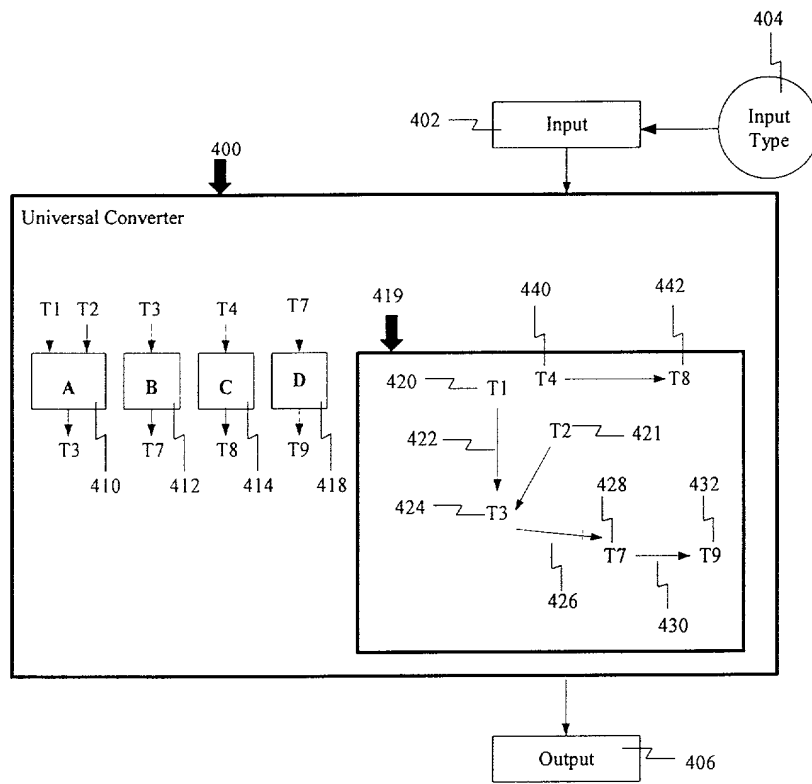 404
402
Input
Input
Type
400
Universal Converter
T1 T2 T3 T4 T7
419
440
442
A B C D
T3 T7 T8 T9
410 412 414 418
420
T1
T4
T8
422
T2
421
424
T3
428
432
T7
T9
426
430
Output
406